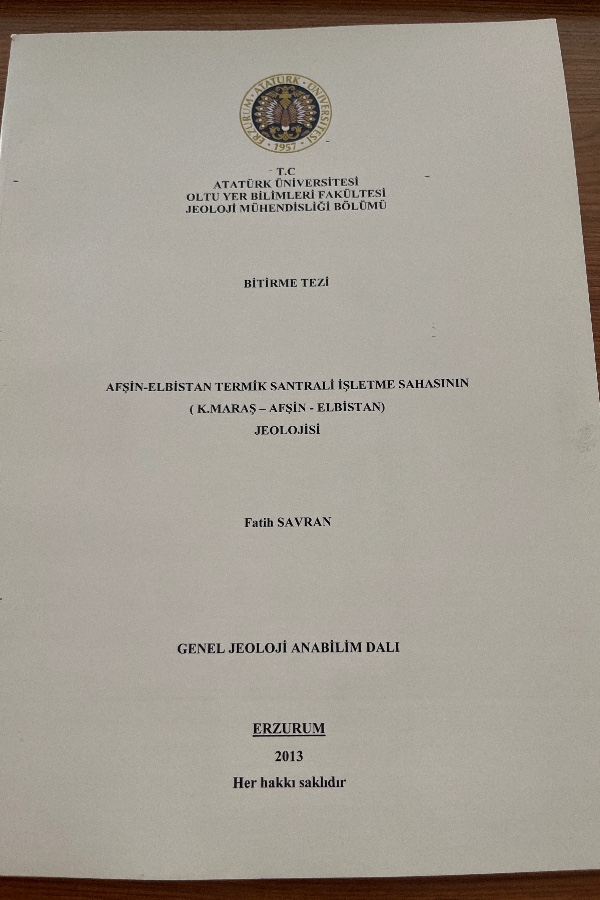 ERZURUM · ATATÜRK · ÜNİVERSİTESİ
· 1957 ·
T.C
ATATÜRK ÜNİVERSİTESİ
OLTU YER BİLİMLERİ FAKÜLTESİ
JEOLOJİ MÜHENDİSLİĞİ BÖLÜMÜ
BİTİRME TEZİ
AFŞİN-ELBİSTAN TERMİK SANTRALİ İŞLETME SAHASININ
( K.MARAŞ – AFŞİN - ELBİSTAN)
JEOLOJİSİ
Fatih SAVRAN
GENEL JEOLOJİ ANABİLİM DALI
ERZURUM
2013
Her hakkı saklıdır